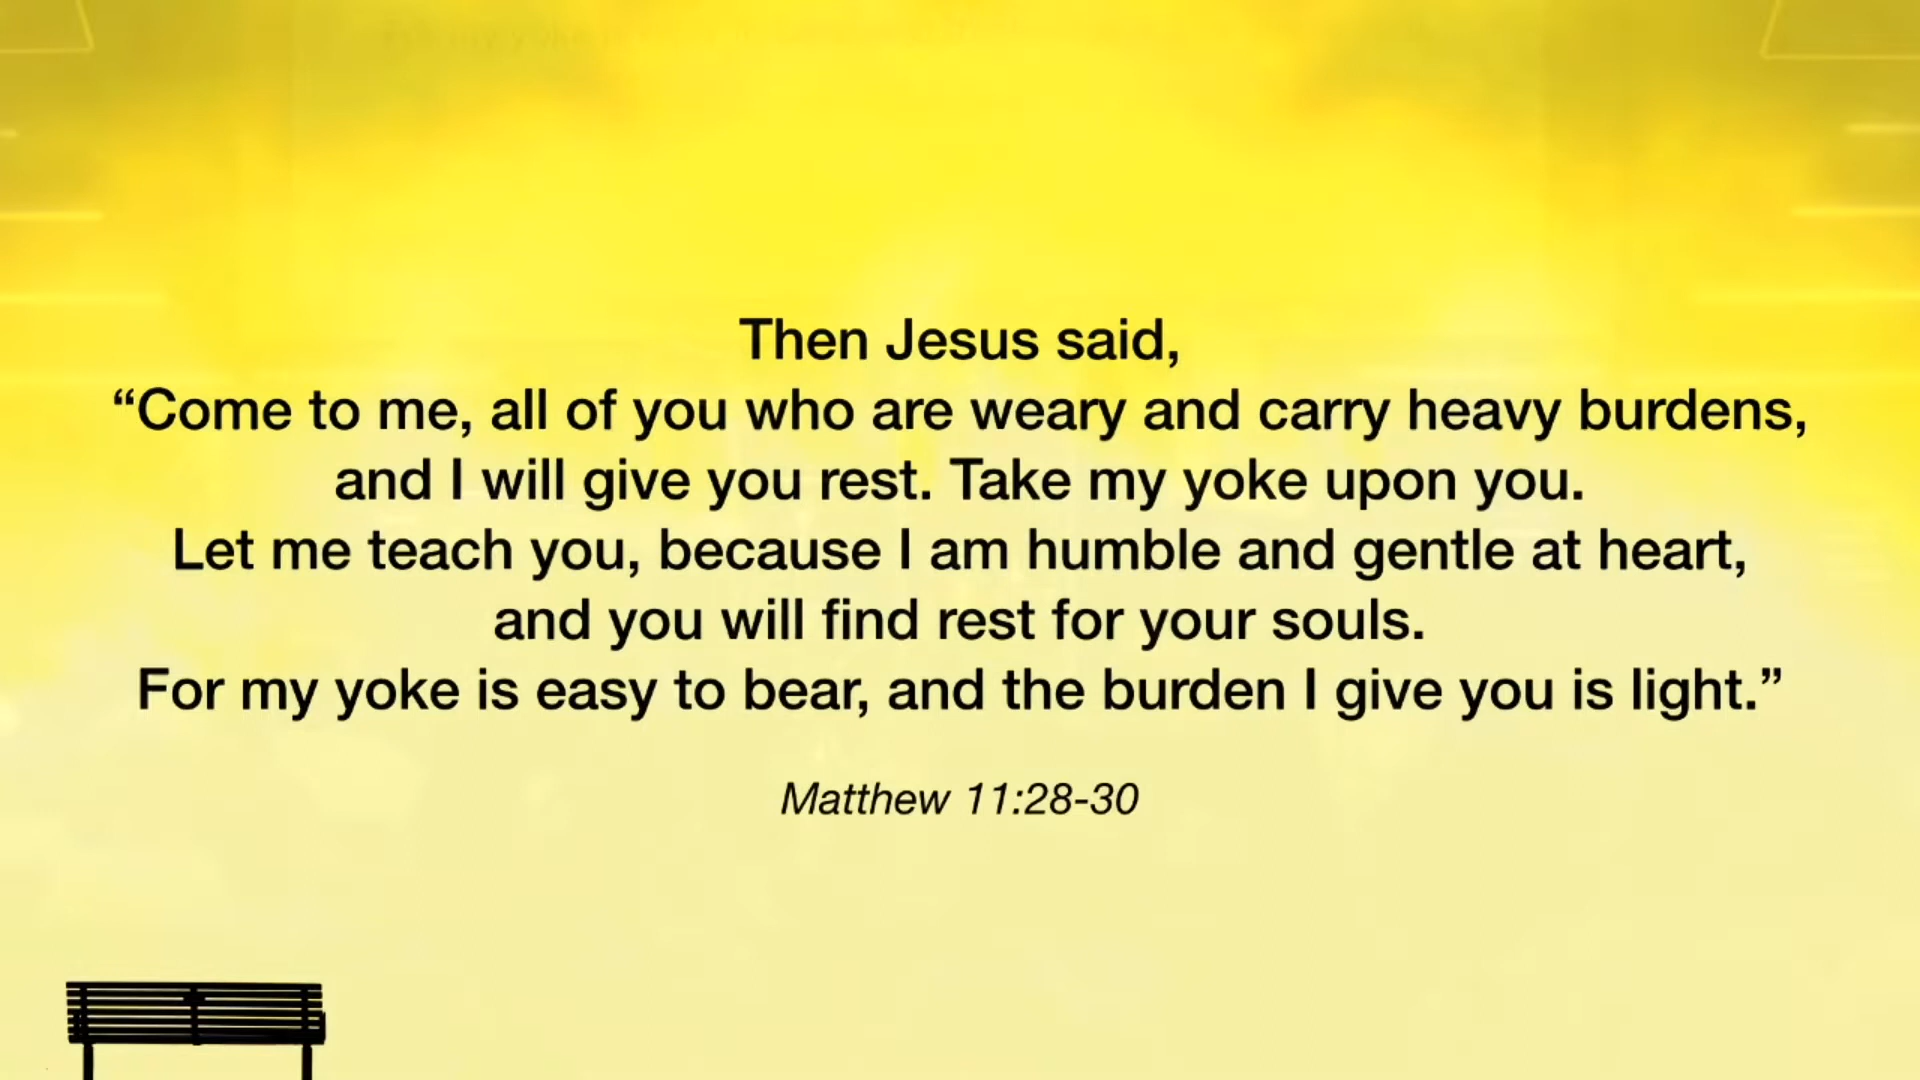 Then Jesus said,
“Come to me, all of you who are weary and carry heavy burdens,
and I will give you rest. Take my yoke upon you.
Let me teach you, because I am humble and gentle at heart,
and you will find rest for your souls.
For my yoke is easy to bear, and the burden I give you is light.”
Matthew 11:28-30